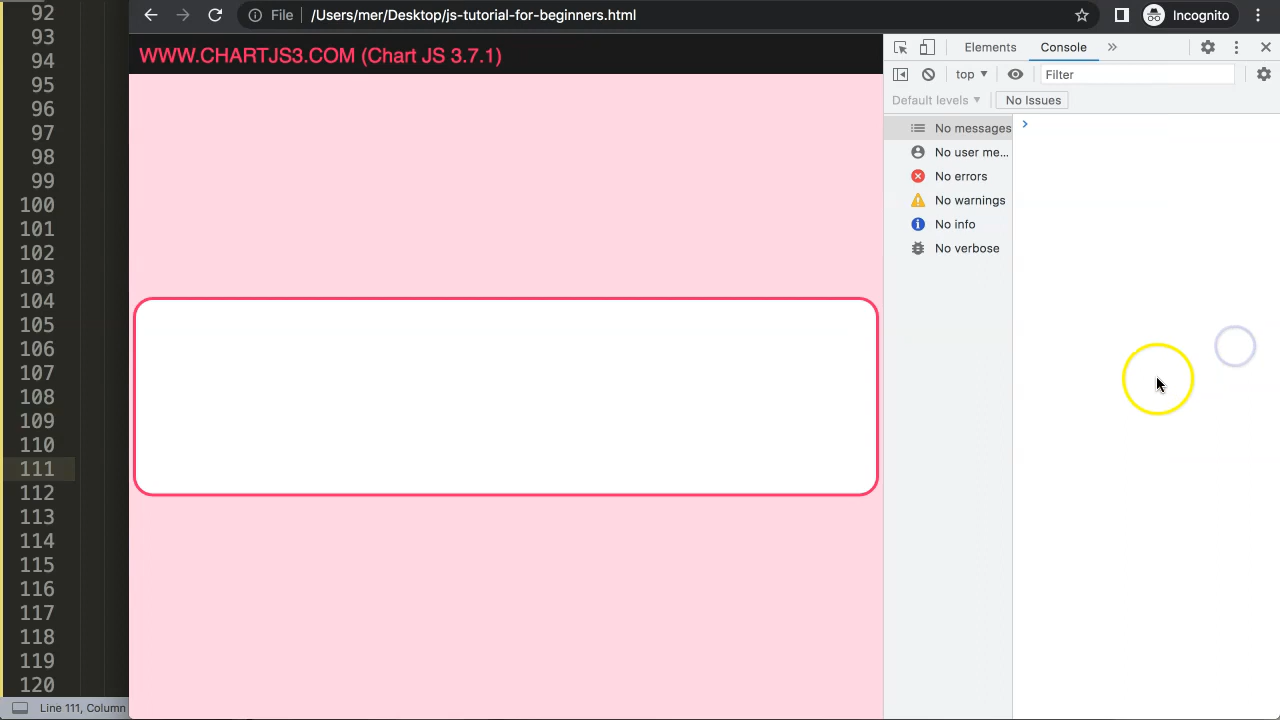 92
93
94
95
96
97
98
99
100
101
102
103
104
105
106
107
108
109
110
111
112
113
114
115
116
117
118
119
120
Line 111, Column
File /Users/mer/Desktop/js-tutorial-for-beginners.html Incognito
WWW.CHARTJS3.COM (Chart JS 3.7.1)
Elements Console
top Filter
Default levels No Issues
No messages
No user me...
No errors
No warnings
No info
No verbose